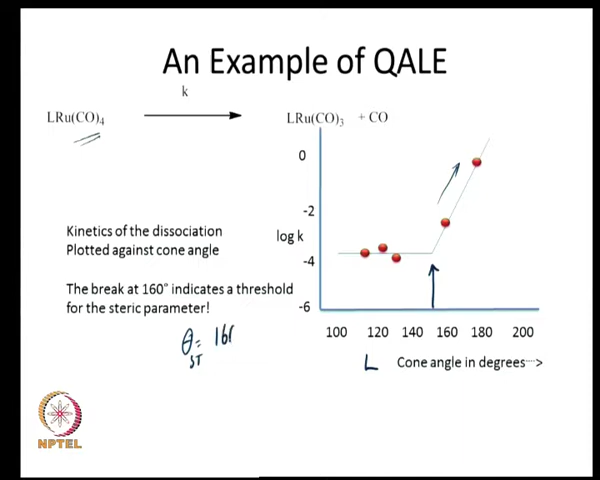 An Example of QALE
k
LRu(CO)₄
LRu(CO)₃ + CO
Kinetics of the dissociation
Plotted against cone angle
The break at 160° indicates a threshold
for the steric parameter!
θ = 16
ST
log k
0
-2
-4
-6
100 120 140 160 180 200
L Cone angle in degrees--->
NPTEL